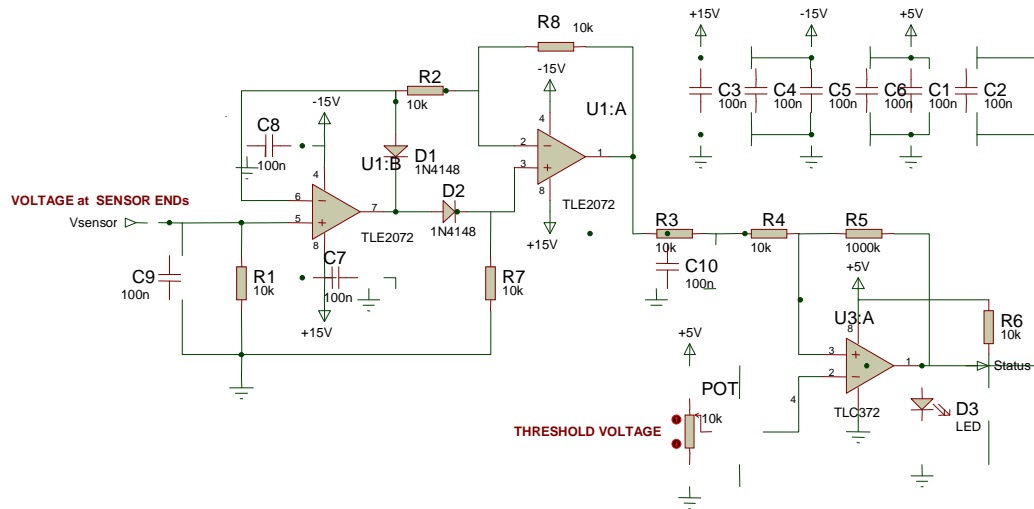 R8
10k
+15V
-15V
+5V
-15V
R2
10k
U1:A
C3
100n
C4
100n
C5
100n
C6
100n
C1
100n
C2
100n
-15V
C8
100n
4
2
3
1
8
TLE2072
+15V
U1:B
D1
1N4148
D2
1N4148
VOLTAGE at SENSOR ENDs
Vsensor
4
6
5
7
8
TLE2072
C9
100n
R1
10k
C7
100n
+15V
R7
10k
R3
10k
C10
100n
R4
10k
R5
1000k
+5V
U3:A
8
3
2
1
4
TLC372
R6
10k
Status
D3
LED
+5V
POT
10k
THRESHOLD VOLTAGE